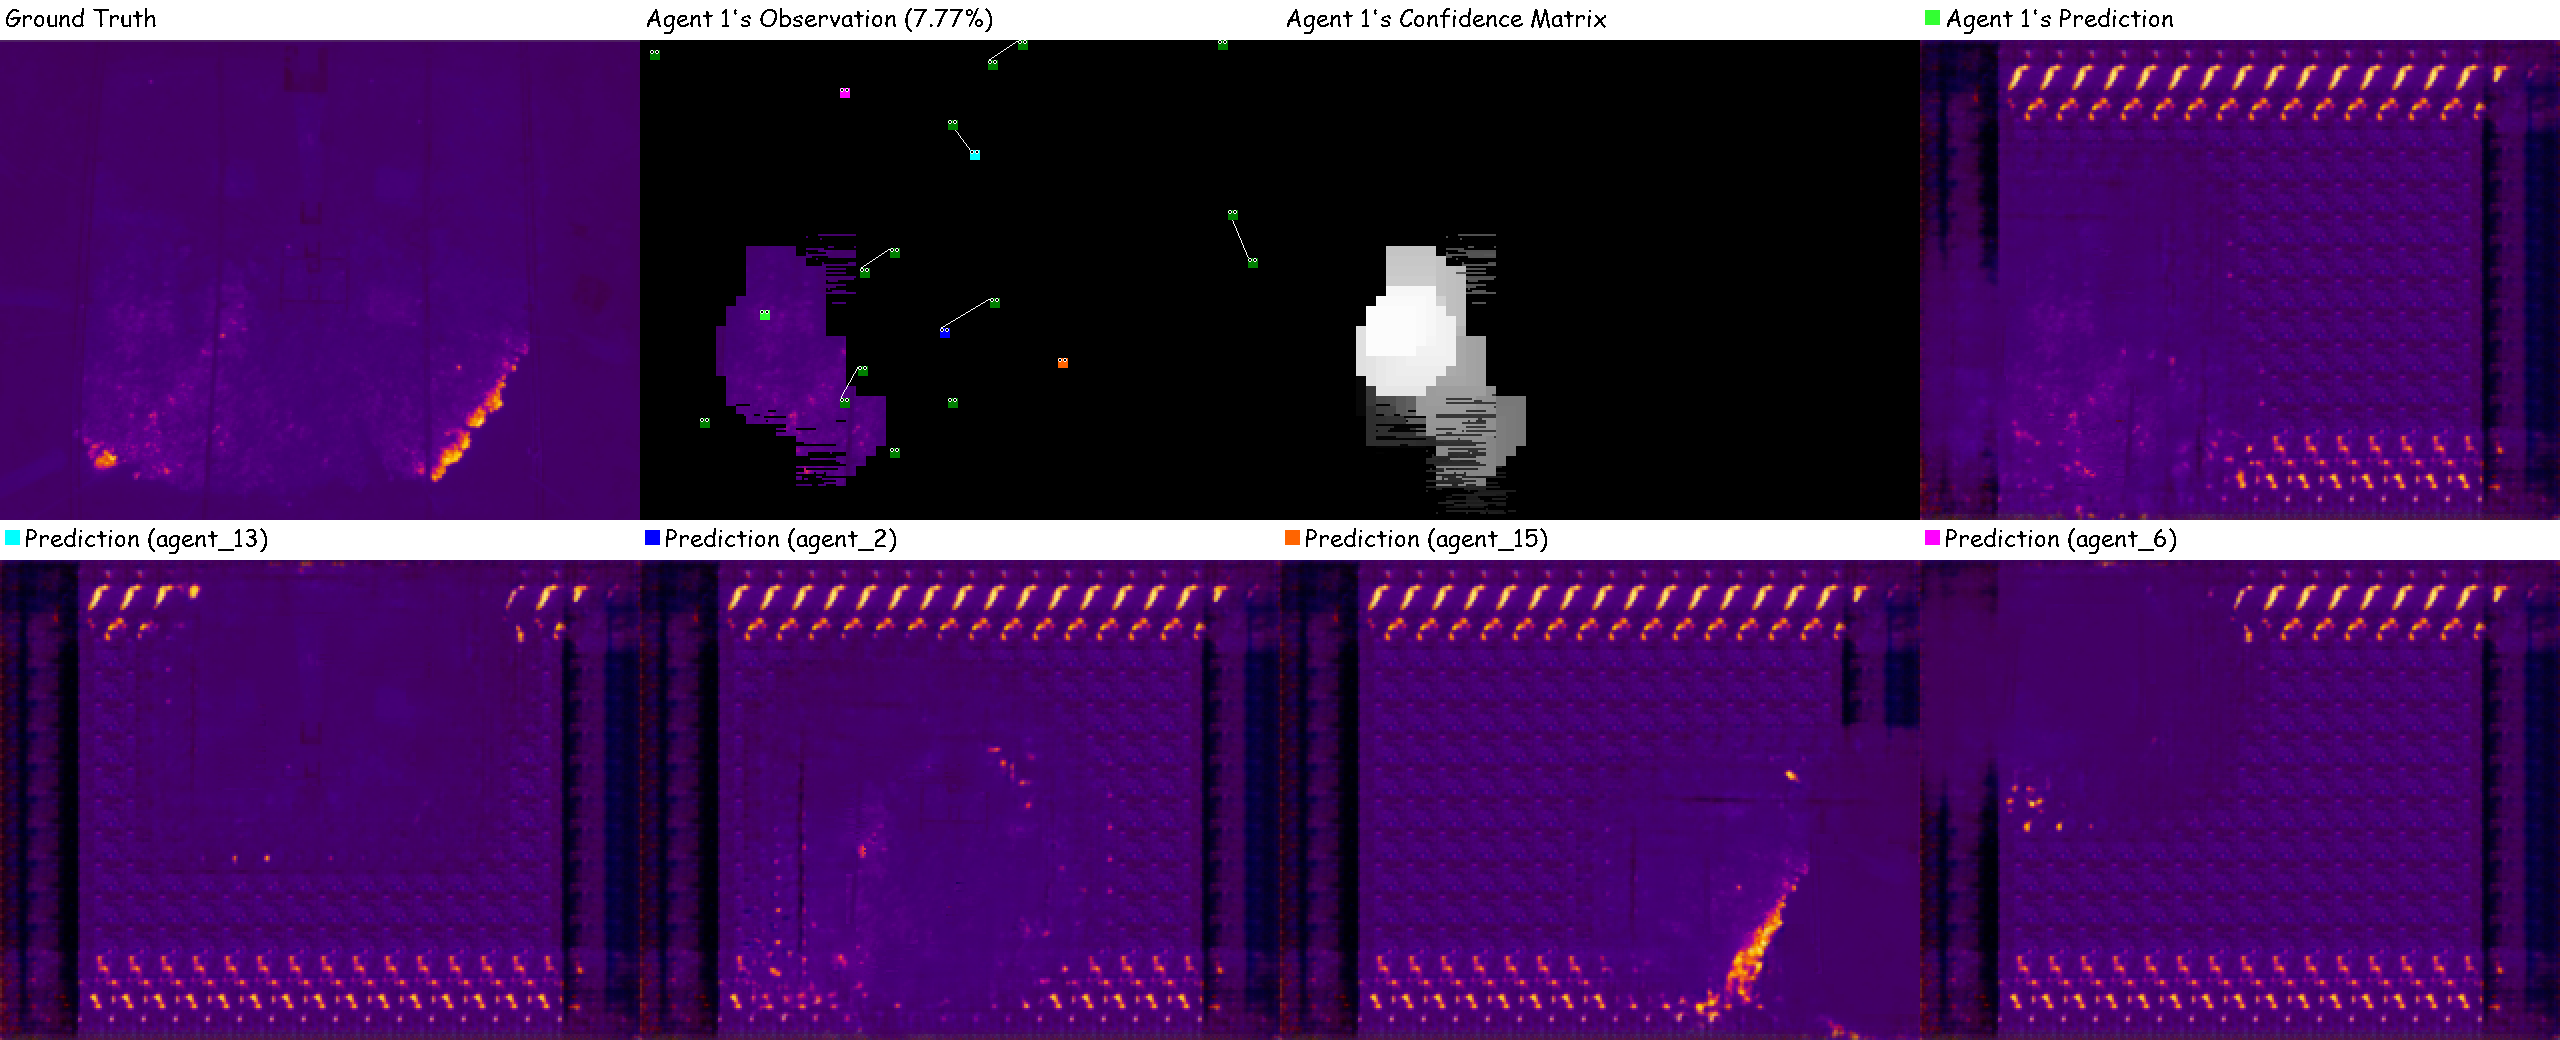 Ground Truth
Agent 1's Observation (7.77%)
Agent 1's Confidence Matrix
Agent 1's Prediction
Prediction (agent_13)
Prediction (agent_2)
Prediction (agent_15)
Prediction (agent_6)